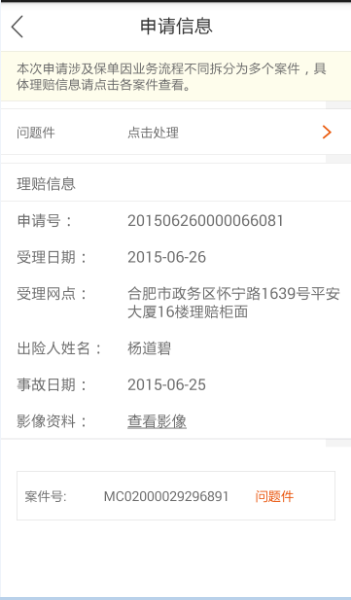 申请信息
本次申请涉及保单因业务流程不同拆分为多个案件，具
体理赔信息请点击各案件查看。
问题件 点击处理
理赔信息
申请号： 201506260000066081
受理日期： 2015-06-26
受理网点： 合肥市政务区怀宁路1639号平安
大厦16楼理赔柜面
出险人姓名： 杨道碧
事故日期： 2015-06-25
影像资料： 查看影像
案件号: MC02000029296891 问题件